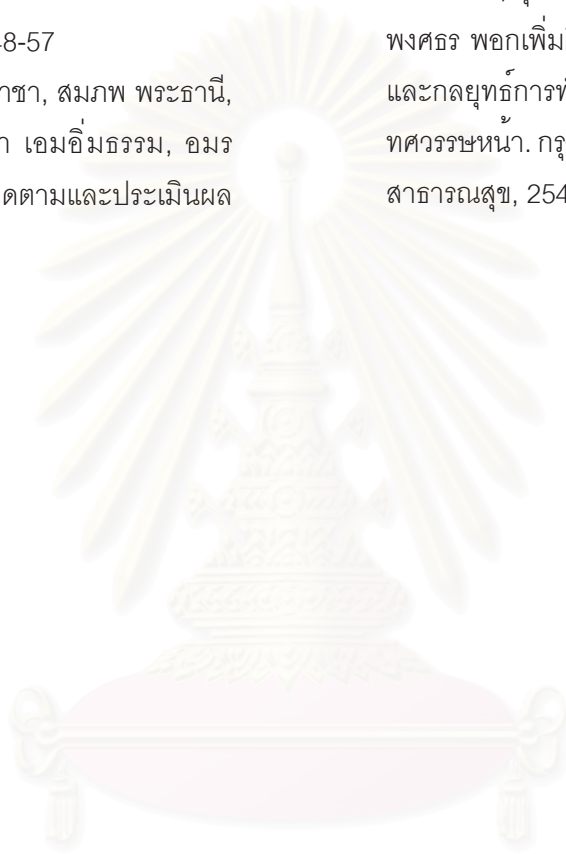 8-57
าชา, สมภพ พระธานี,
า เอมอิ่มธรรม, อมร
ดตามและประเมินผล
พงศธร พอกเพิ่ม
และกลยุทธ์การท
ทศวรรษหน้า. กรุ
สาธารณสุข, 254